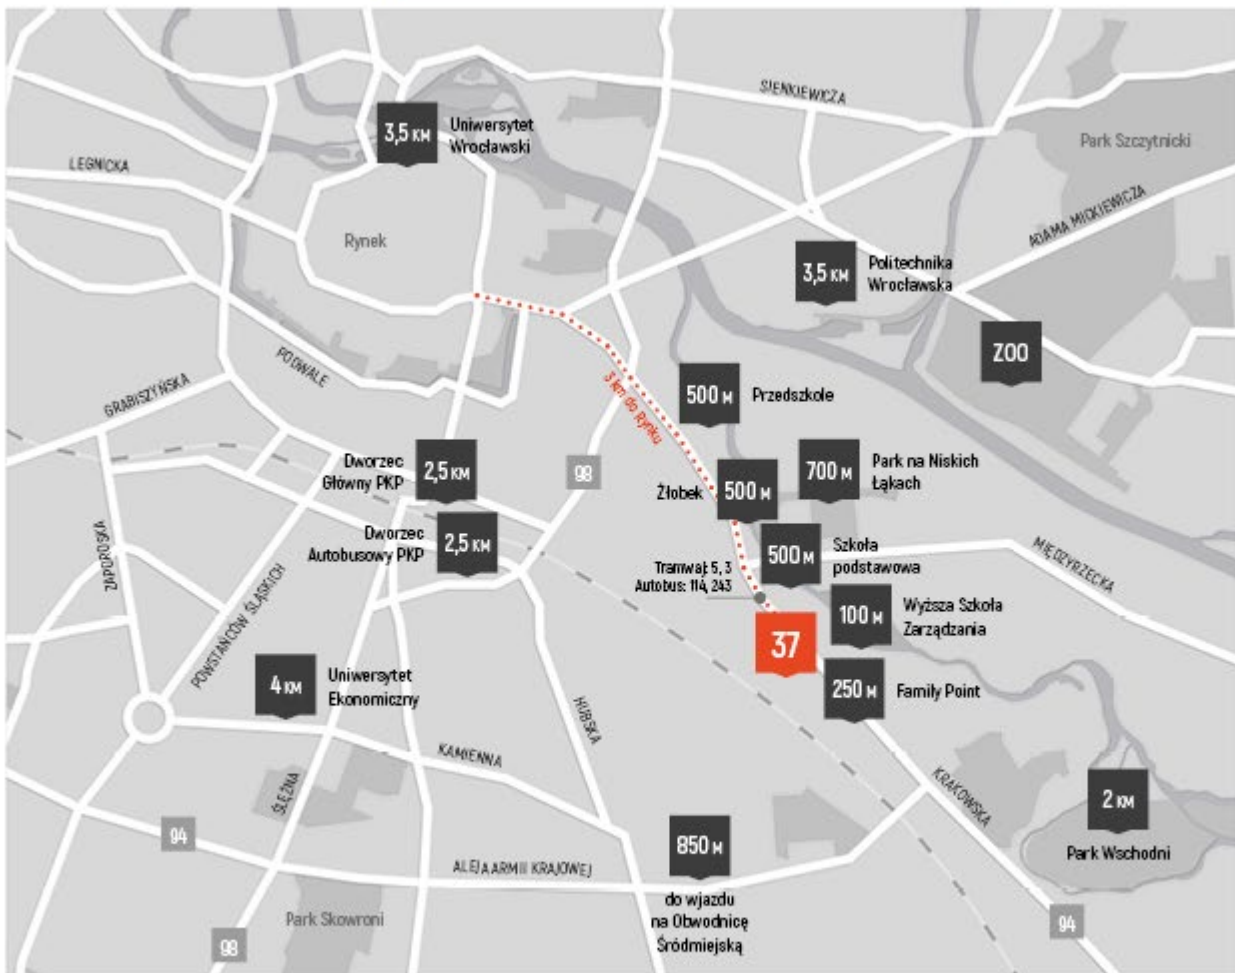 SIENKIEWICZA
3,5 KM
Uniwersytet
Wrocławski
Park Szczytnicki
LEGNICKA
ADAMA MICKIEWICZA
Rynek
3,5 KM
Politechnika
Wrocławska
ZOO
PODWALE
GRABISZYŃSKA
3 km do Rynku
500 M
Przedszkole
Dworzec
Główny PKP
2,5 KM
98
Żłobek
500 M
700 M
Park na Niskich
Łąkach
Dworzec
Autobusowy PKP
2,5 KM
ZAPOROSKA
500 M
Szkoła
podstawowa
MIĘDZYRZECKA
Tramwaj: 5, 3
Autobus: 114, 243
POWSTAŃCÓW ŚLĄSKICH
100 M
Wyższa Szkoła
Zarządzania
37
4 KM
Uniwersytet
Ekonomiczny
250 M
Family Point
HUBSKA
KAMIENNA
ŚLĘŻNA
KRAKOWSKA
2 KM
Park Wschodni
94
850 M
do wjazdu
na Obwodnicę
Śródmiejską
ALEJA ARMII KRAJOWEJ
Park Skowroni
98
94